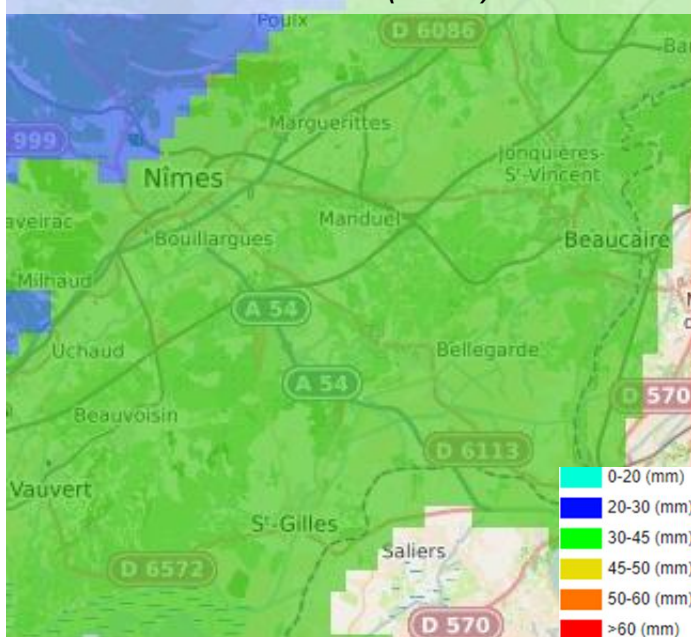 Poulx
D 6086
999
Marguerittes
Jonquières-
St-Vincent
Nîmes
Manduel
aveirac
Bouillargues
Beaucaire
Milhaud
A 54
Uchaud
Bellegarde
A 54
D 570
Beauvoisin
D 6113
Vauvert
St-Gilles
Saliers
D 6572
D 570
0-20 (mm)
20-30 (mm)
30-45 (mm)
45-50 (mm)
50-60 (mm)
>60 (mm)